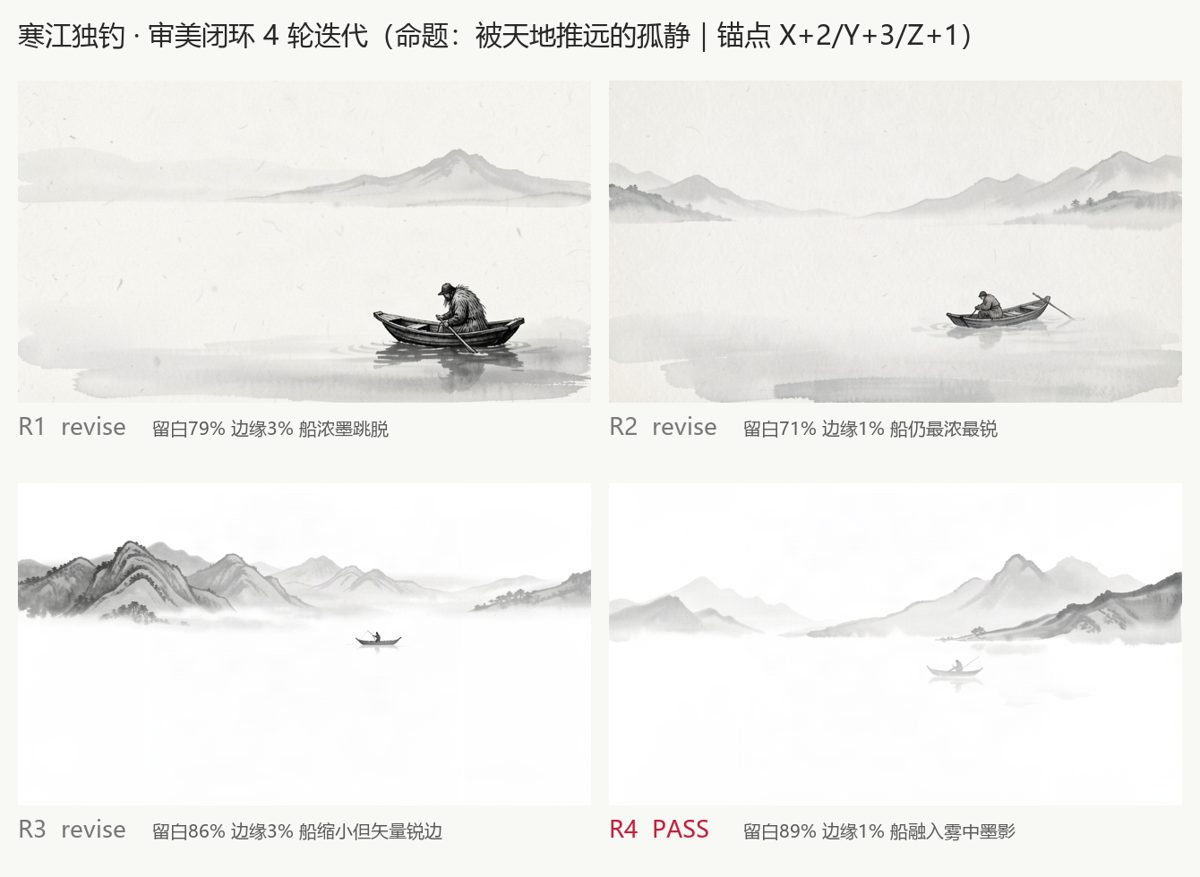 寒江独钓 · 审美闭环 4 轮迭代（命题：被天地推远的孤静 | 锚点 X+2/Y+3/Z+1）
R1 revise 留白79% 边缘3% 船浓墨跳脱
R2 revise 留白71% 边缘1% 船仍最浓最锐
R3 revise 留白86% 边缘3% 船缩小但矢量锐边
R4 PASS 留白89% 边缘1% 船融入雾中墨影